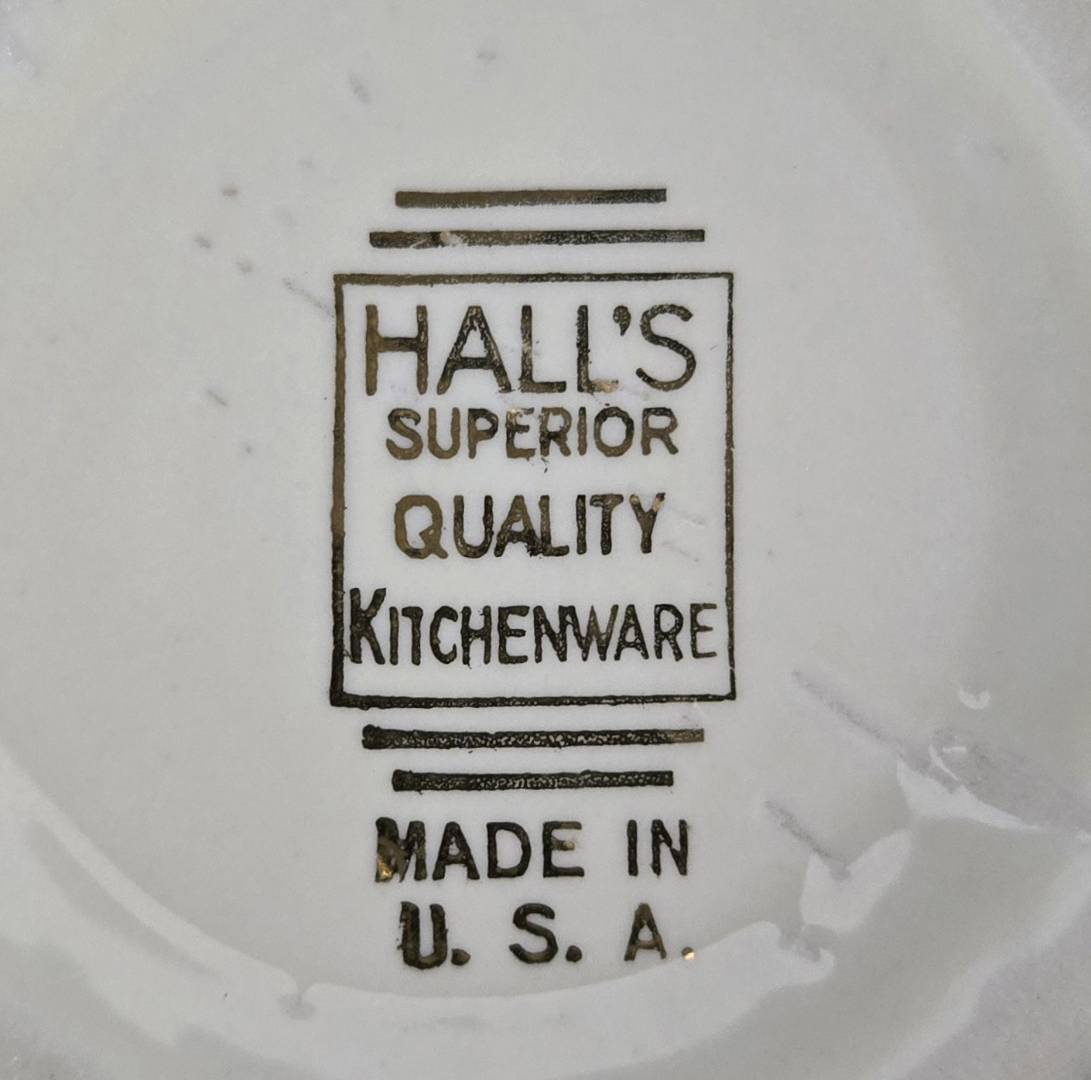 HALL'S
SUPERIOR
QUALITY
KITCHENWARE
MADE IN
U. S. A.